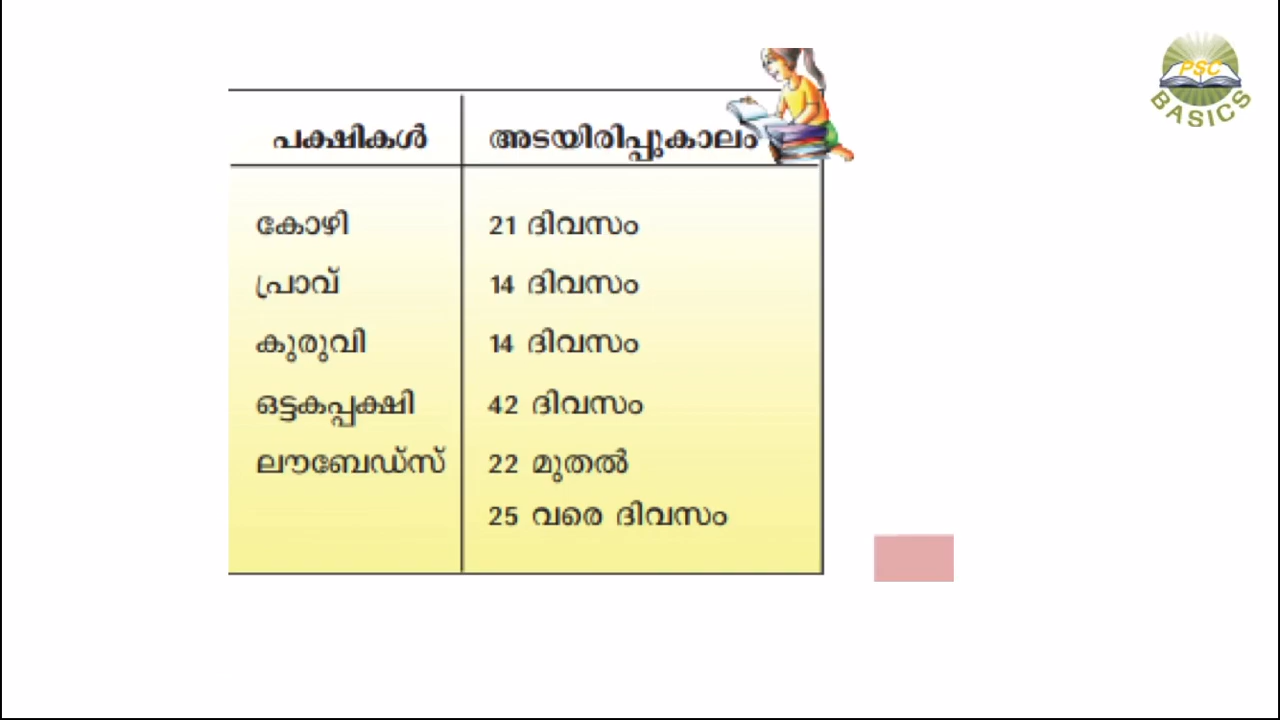 PSC
BASICS
പക്ഷികൾ അടയിരിപ്പുകാലം
കോഴി 21 ദിവസം
പ്രാവ് 14 ദിവസം
കുരുവി 14 ദിവസം
ഒട്ടകപ്പക്ഷി 42 ദിവസം
ലൗബേഡ്സ് 22 മുതൽ
25 വരെ ദിവസം